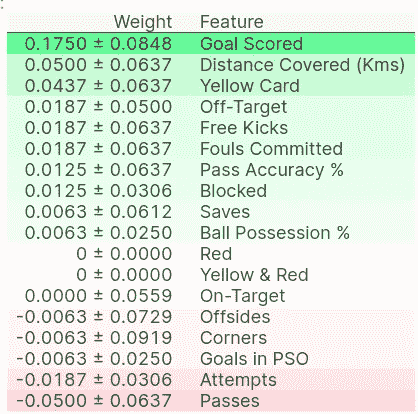 :
Weight Feature
0.1750 ± 0.0848 Goal Scored
0.0500 ± 0.0637 Distance Covered (Kms)
0.0437 ± 0.0637 Yellow Card
0.0187 ± 0.0500 Off-Target
0.0187 ± 0.0637 Free Kicks
0.0187 ± 0.0637 Fouls Committed
0.0125 ± 0.0637 Pass Accuracy %
0.0125 ± 0.0306 Blocked
0.0063 ± 0.0612 Saves
0.0063 ± 0.0250 Ball Possession %
0 ± 0.0000 Red
0 ± 0.0000 Yellow & Red
0.0000 ± 0.0559 On-Target
-0.0063 ± 0.0729 Offsides
-0.0063 ± 0.0919 Corners
-0.0063 ± 0.0250 Goals in PSO
-0.0187 ± 0.0306 Attempts
-0.0500 ± 0.0637 Passes